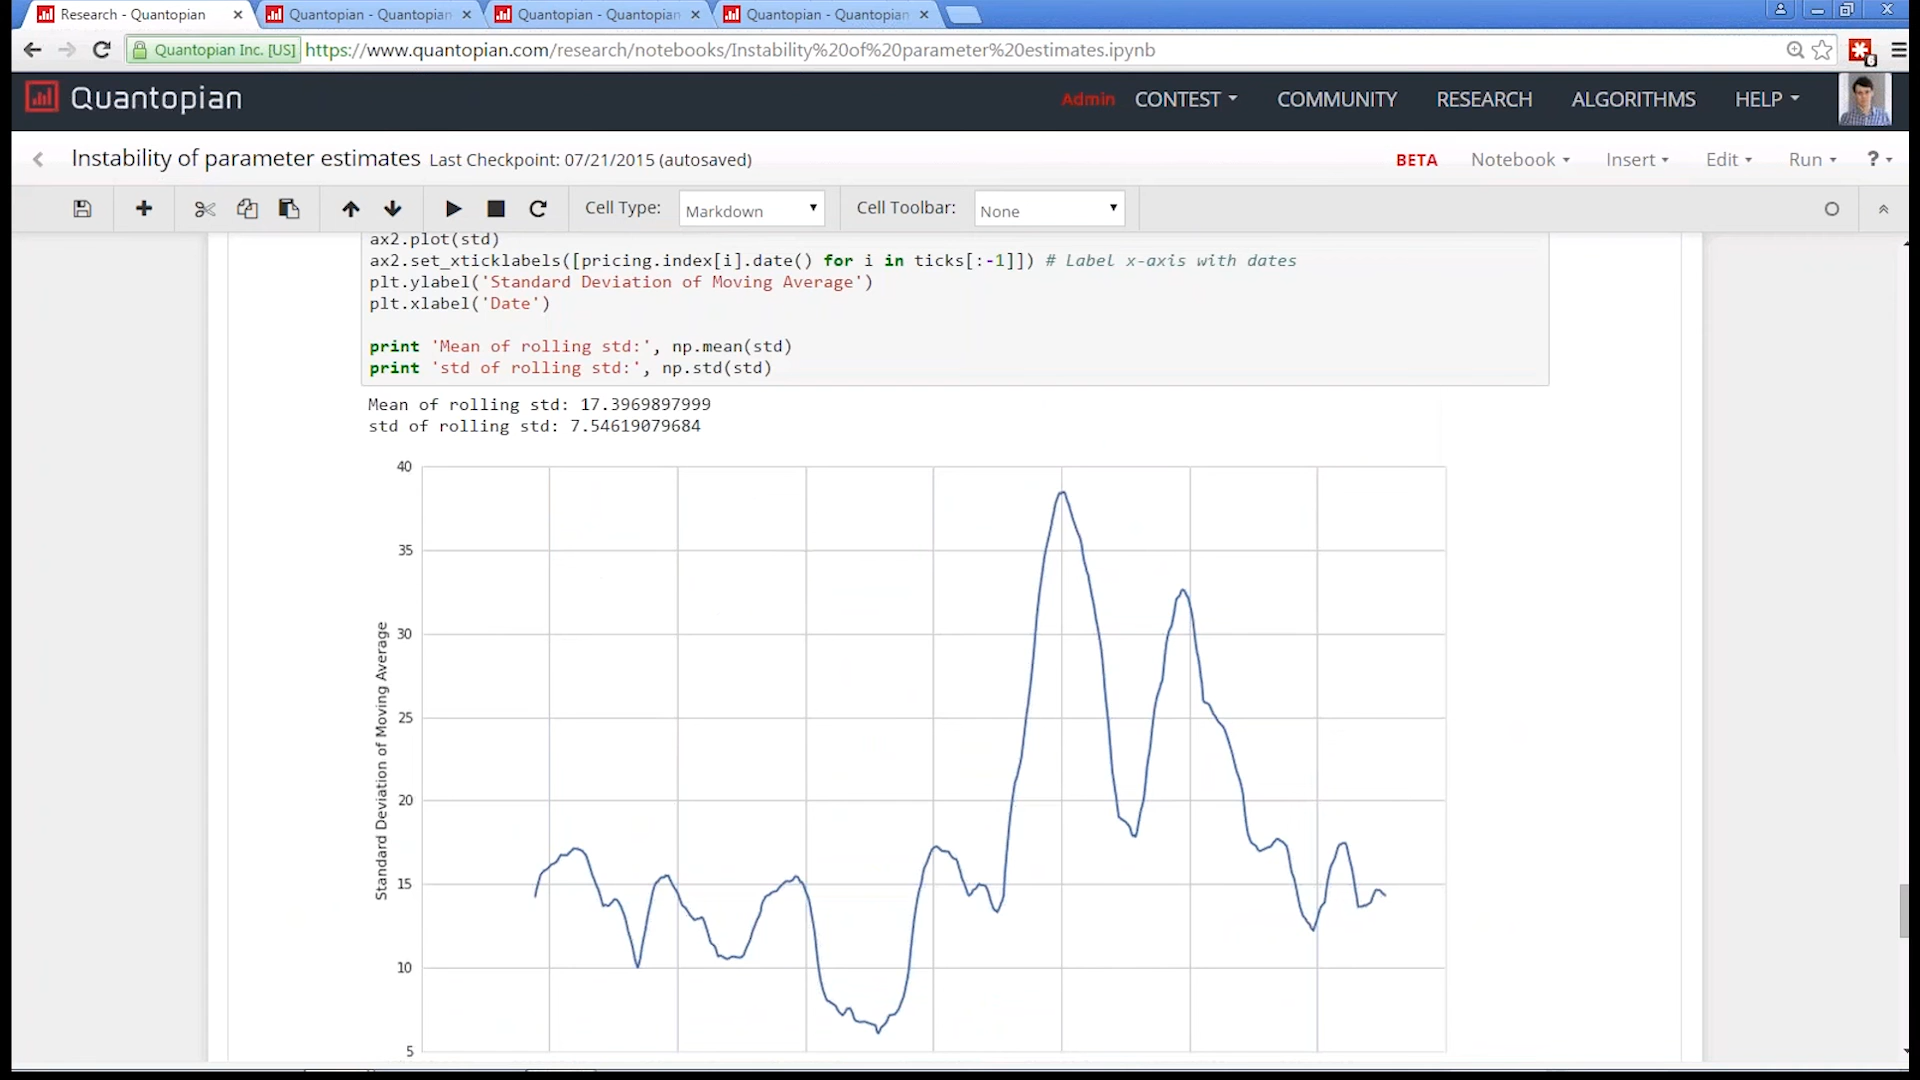 Research - Quantopian
Quantopian - Quantopian
Quantopian - Quantopian
Quantopian - Quantopian
Quantopian Inc. [US] https://www.quantopian.com/research/notebooks/Instability%20of%20parameter%20estimates.ipynb
6
Quantopian
Admin CONTEST COMMUNITY RESEARCH ALGORITHMS HELP
Instability of parameter estimates Last Checkpoint: 07/21/2015 (autosaved)
BETA Notebook Insert Edit Run ?
Cell Type: Markdown Cell Toolbar: None
ax2.plot(std)
ax2.set_xticklabels([pricing.index[i].date() for i in ticks[:-1]]) # Label x-axis with dates
plt.ylabel('Standard Deviation of Moving Average')
plt.xlabel('Date')
print 'Mean of rolling std:', np.mean(std)
print 'std of rolling std:', np.std(std)
Mean of rolling std: 17.3969897999
std of rolling std: 7.54619079684
40
35
30
25
20
15
10
5
Standard Deviation of Moving Average